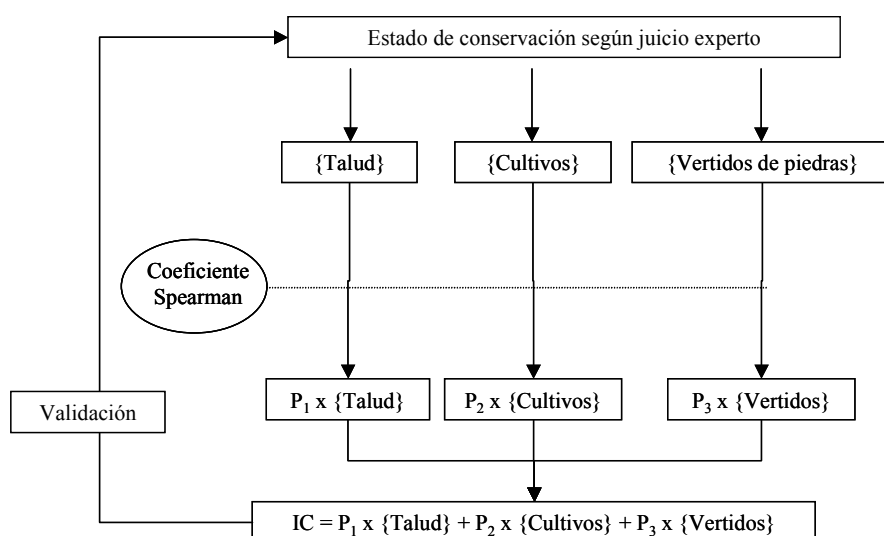 Estado de conservación según juicio experto
{Talud}
{Cultivos}
{Vertidos de piedras}
Coeficiente
Spearman
P₁ x {Talud}
P₂ x {Cultivos}
P₃ x {Vertidos}
Validación
IC = P₁ x {Talud} + P₂ x {Cultivos} + P₃ x {Vertidos}